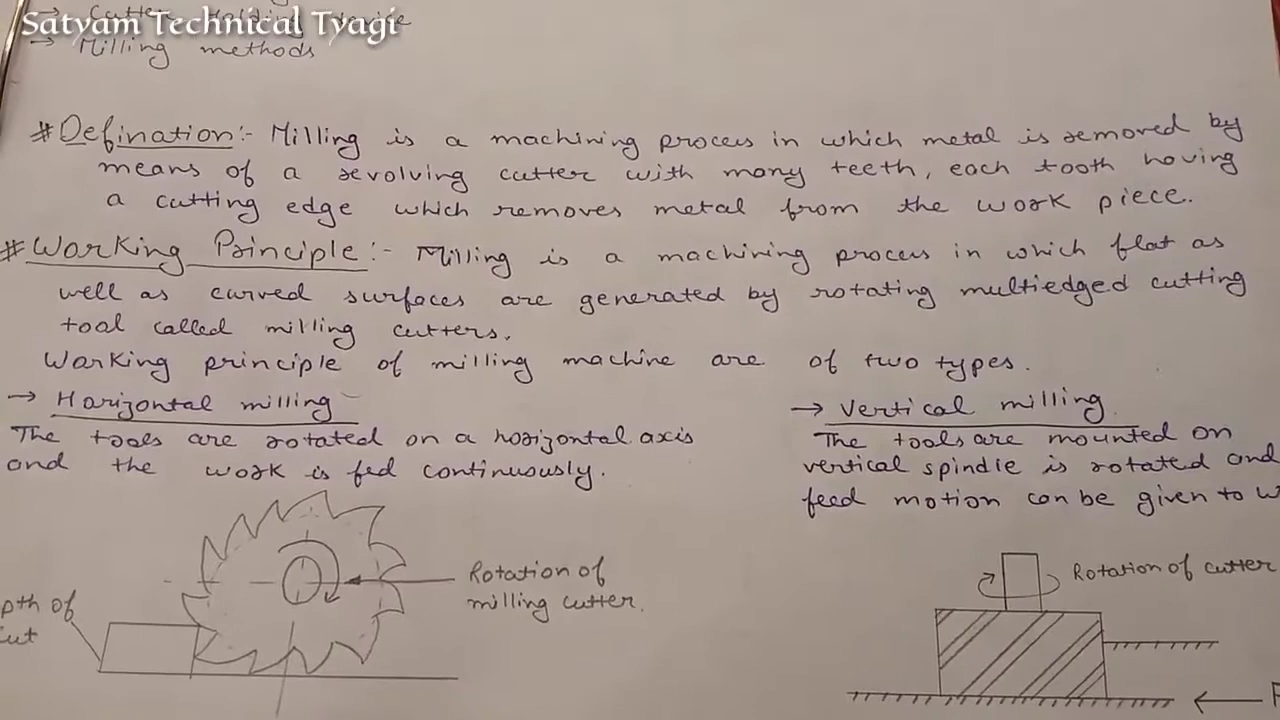 Satyam Technical Tyagi
→ Milling methods
#Defination:- Milling is a machining process in which metal is removed by
means of a revolving cutter with many teeth, each tooth having
a cutting edge which removes metal from the work piece.
#Working Principle:- Milling is a machining process in which flat as
well as curved surfaces are generated by rotating multiedged cutting
tool called milling cutters.
Working principle of milling machine are of two types.
→ Horizontal milling
The tools are rotated on a horizontal axis
and the work is fed continuously.
→ Vertical milling
The tools are mounted on
vertical spindle is rotated and
feed motion can be given to
Rotation of
milling cutter.
pth of
Cut
Rotation of cutter